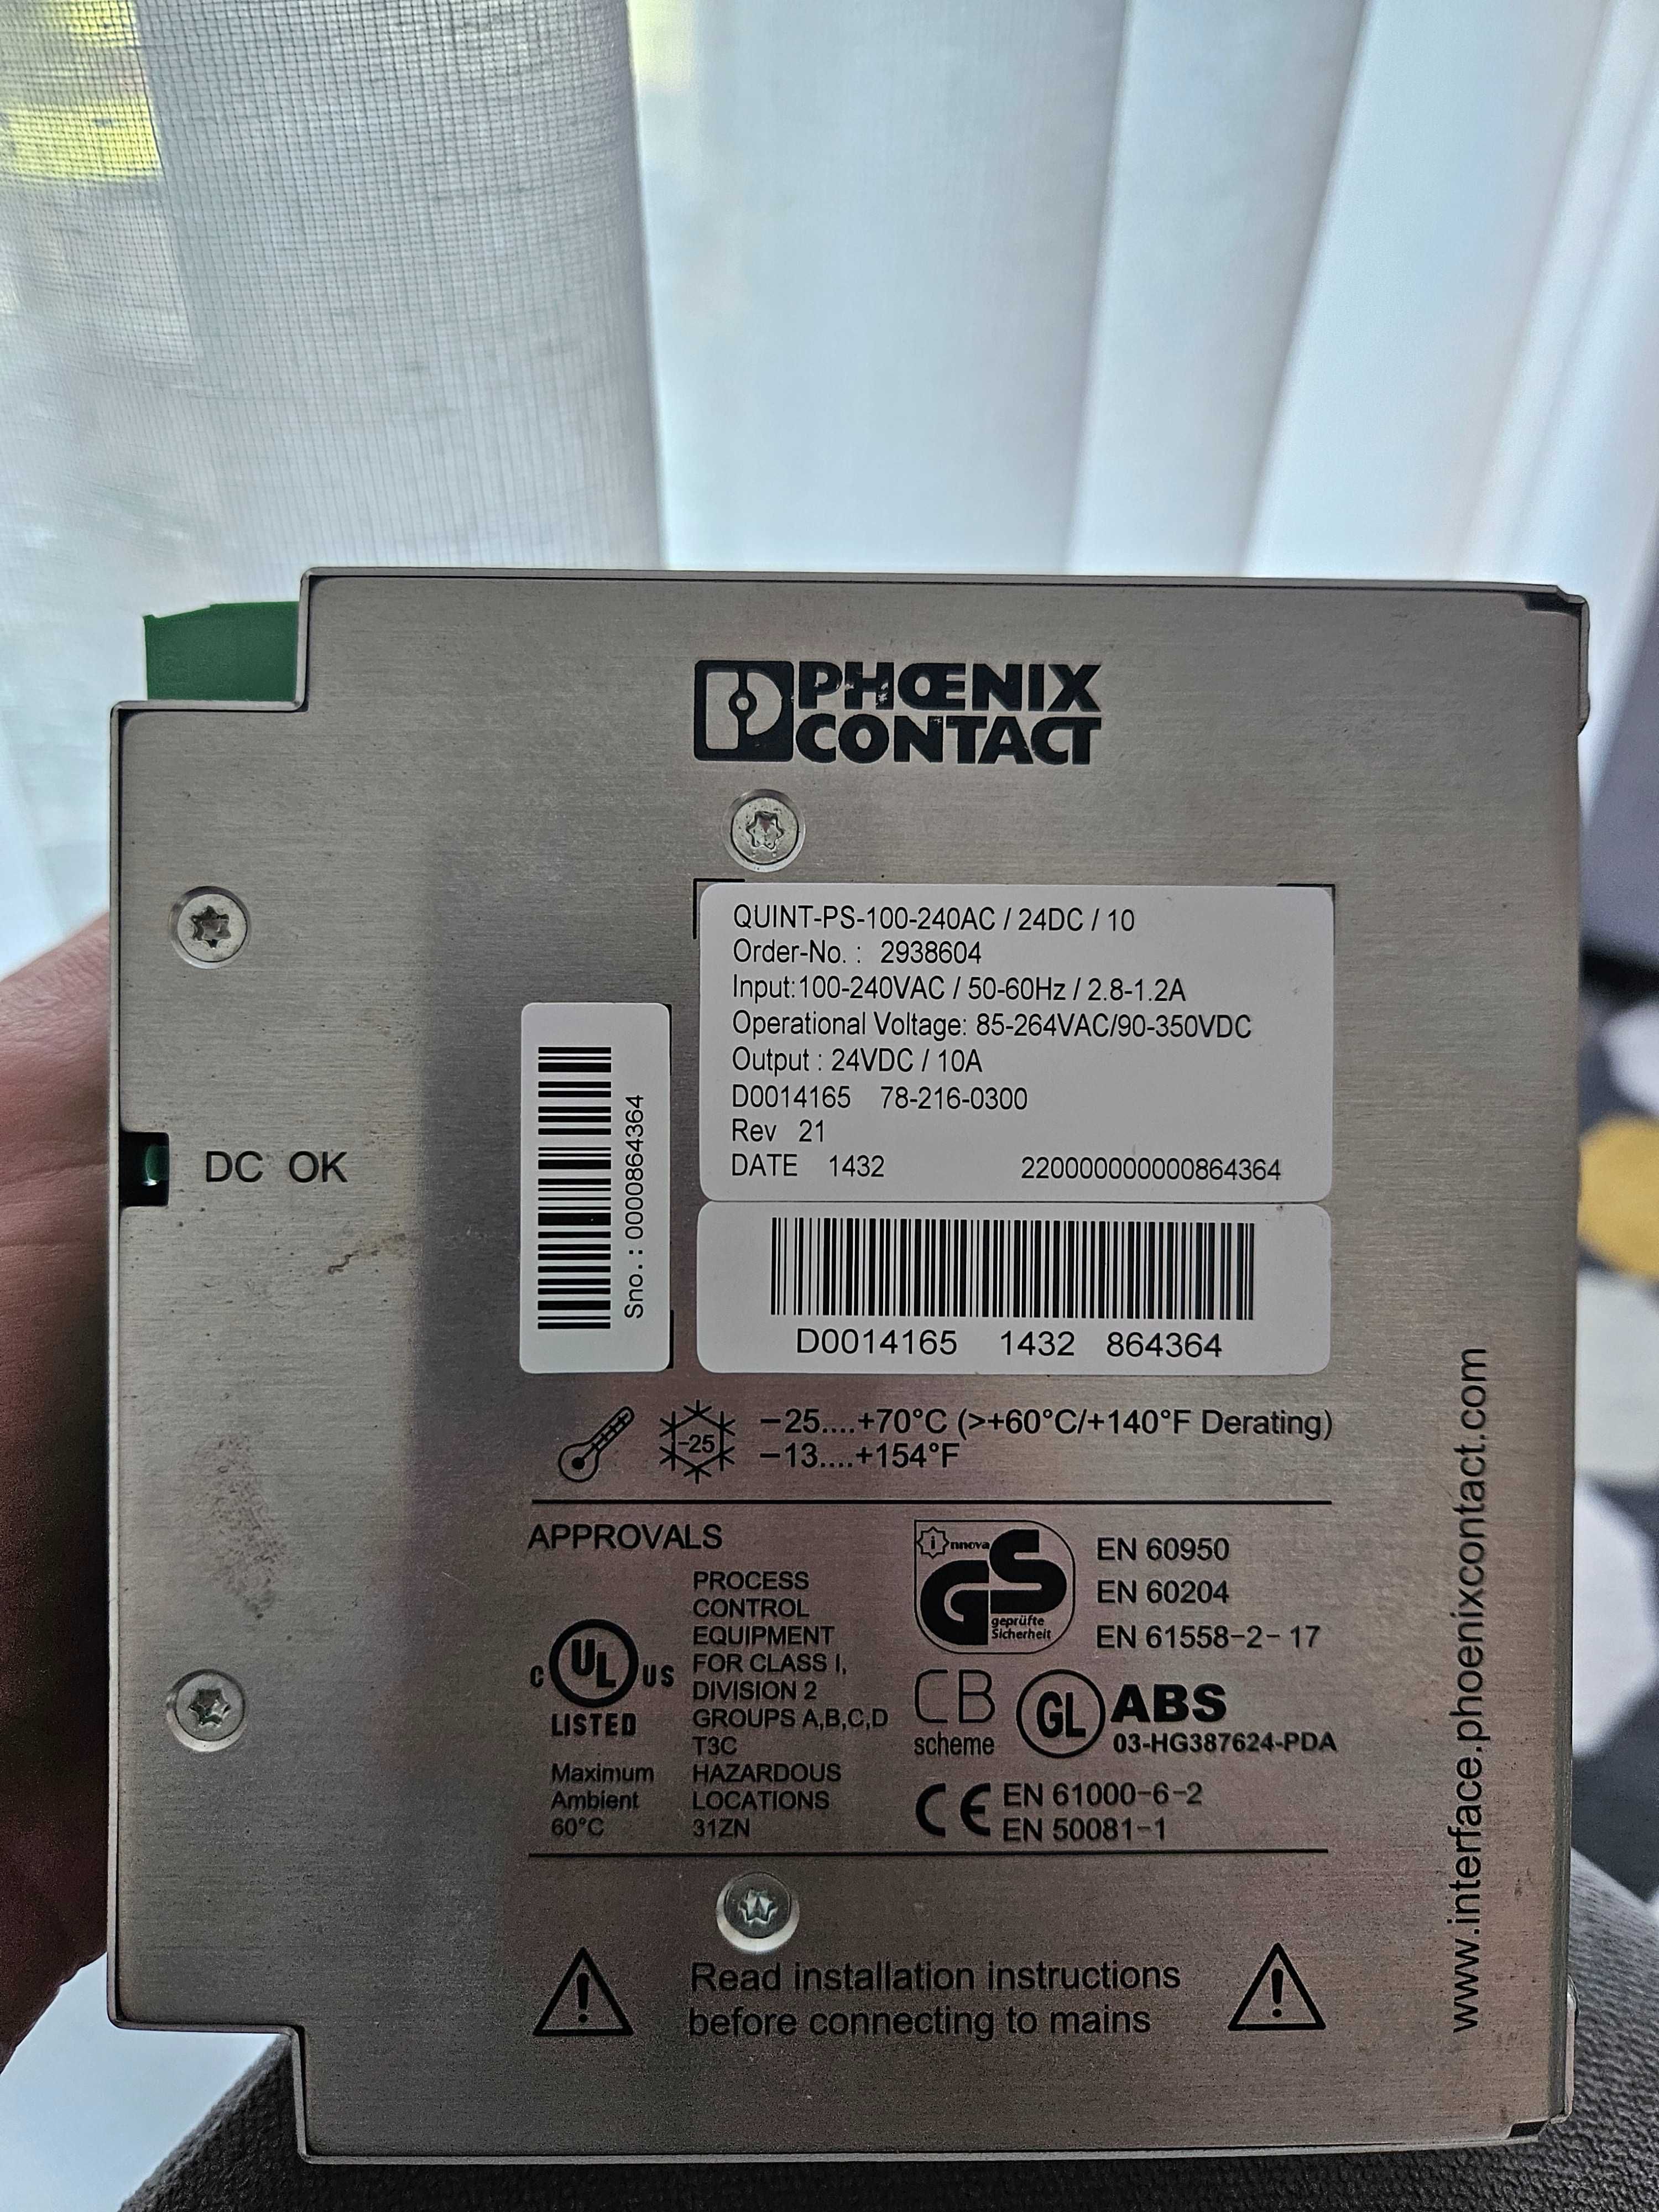 PHŒNIX
CONTACT
QUINT-PS-100-240AC / 24DC / 10
Order-No. : 2938604
Input:100-240VAC / 50-60Hz / 2.8-1.2A
Operational Voltage: 85-264VAC/90-350VDC
Output : 24VDC / 10A
D0014165 78-216-0300
Rev 21
DATE 1432 220000000000864364
Sno.: 0000864364
DC OK
D0014165 1432 864364
-25
−25....+70°C (>+60°C/+140°F Derating)
−13....+154°F
APPROVALS
C UL US
LISTED
Maximum
Ambient
60°C
PROCESS
CONTROL
EQUIPMENT
FOR CLASS I,
DIVISION 2
GROUPS A,B,C,D
T3C
HAZARDOUS
LOCATIONS
31ZN
innova
GS
geprüfte
Sicherheit
EN 60950
EN 60204
EN 61558-2-17
CB
scheme
GL
ABS
03-HG387624-PDA
CE EN 61000-6-2
EN 50081-1
Read installation instructions
before connecting to mains
www.interface.phoenixcontact.com